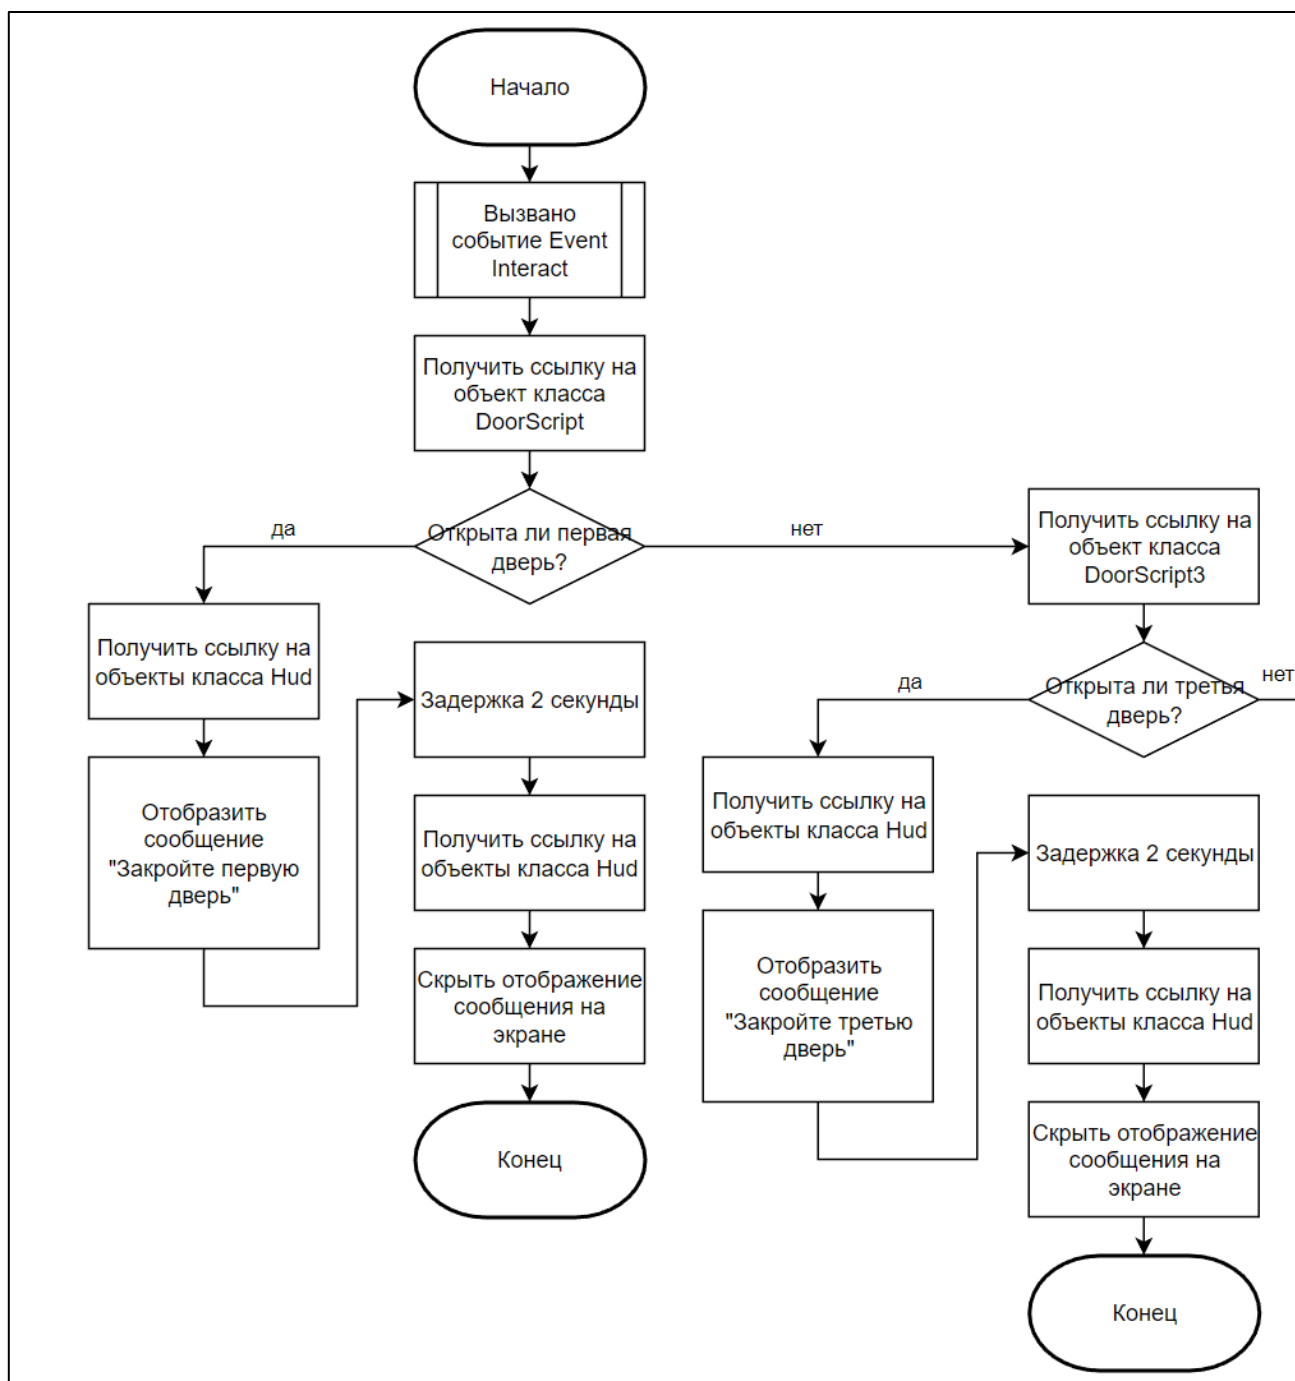 Начало
Вызвано
событие Event
Interact
Получить ссылку на
объект класса
DoorScript
Открыта ли первая
дверь?
да
нет
Получить ссылку на
объекты класса Hud
Отобразить
сообщение
"Закройте первую
дверь"
Задержка 2 секунды
Получить ссылку на
объекты класса Hud
Скрыть отображение
сообщения на
экране
Конец
Получить ссылку на
объект класса
DoorScript3
Открыта ли третья
дверь?
да
нет
Получить ссылку на
объекты класса Hud
Отобразить
сообщение
"Закройте третью
дверь"
Задержка 2 секунды
Получить ссылку на
объекты класса Hud
Скрыть отображение
сообщения на
экране
Конец